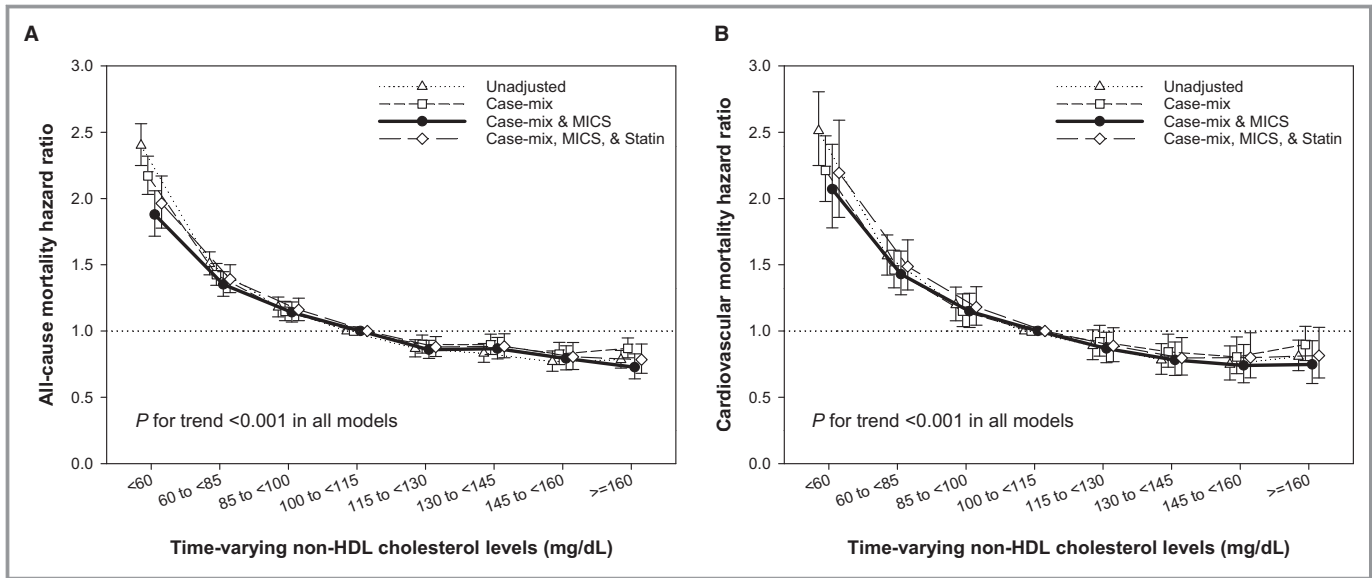 A
All-cause mortality hazard ratio
3.0
2.5
2.0
1.5
1.0
0.5
0.0
Unadjusted
Case-mix
Case-mix & MICS
Case-mix, MICS, & Statin
P for trend <0.001 in all models
<60
60 to <85
85 to <100
100 to <115
115 to <130
130 to <145
145 to <160
>=160
Time-varying non-HDL cholesterol levels (mg/dL)
B
Cardiovascular mortality hazard ratio
3.0
2.5
2.0
1.5
1.0
0.5
0.0
Unadjusted
Case-mix
Case-mix & MICS
Case-mix, MICS, & Statin
P for trend <0.001 in all models
<60
60 to <85
85 to <100
100 to <115
115 to <130
130 to <145
145 to <160
>=160
Time-varying non-HDL cholesterol levels (mg/dL)